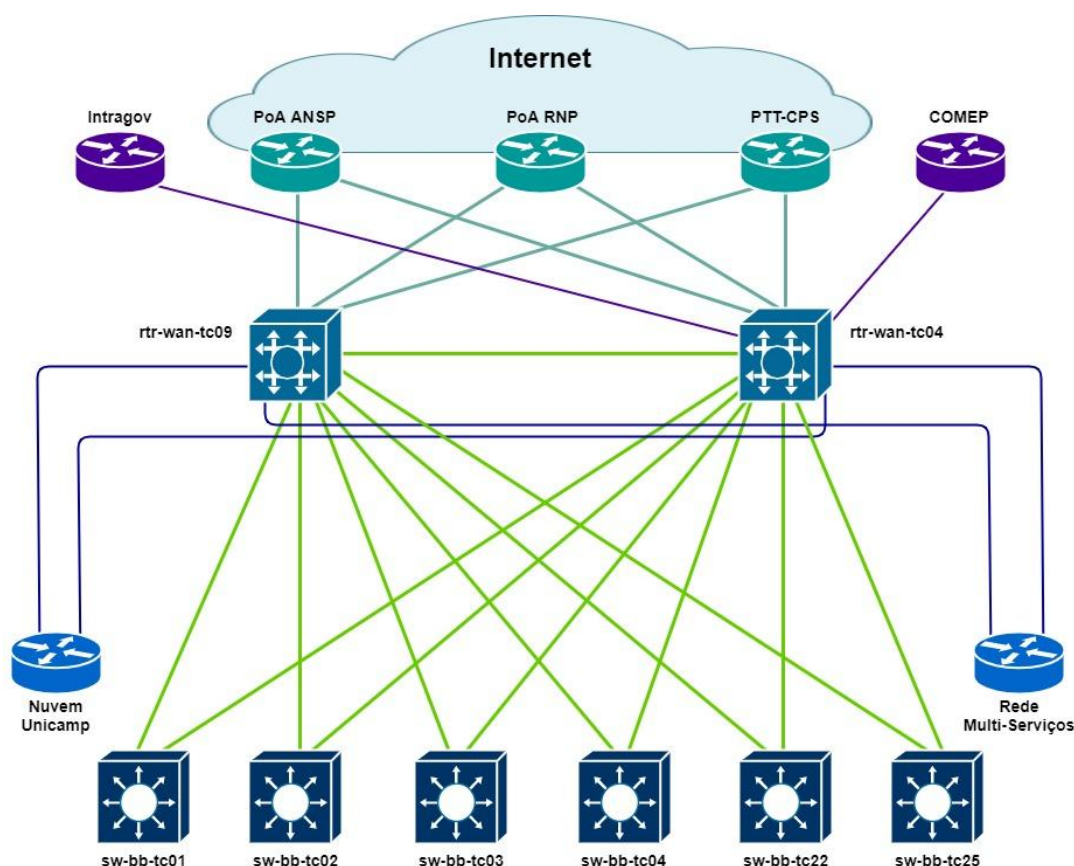 Internet
Intragov
PoA ANSP
PoA RNP
PTT-CPS
COMEP
rtr-wan-tc09
rtr-wan-tc04
Nuvem
Unicamp
Rede
Multi-Serviços
sw-bb-tc01
sw-bb-tc02
sw-bb-tc03
sw-bb-tc04
sw-bb-tc22
sw-bb-tc25